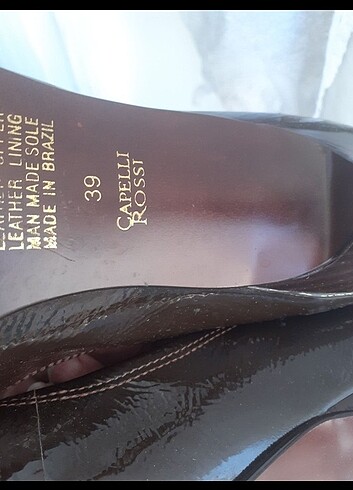 LEATHER LINING
MAN MADE SOLE
MADE IN BRAZIL
39
CAPELLI
ROSSI